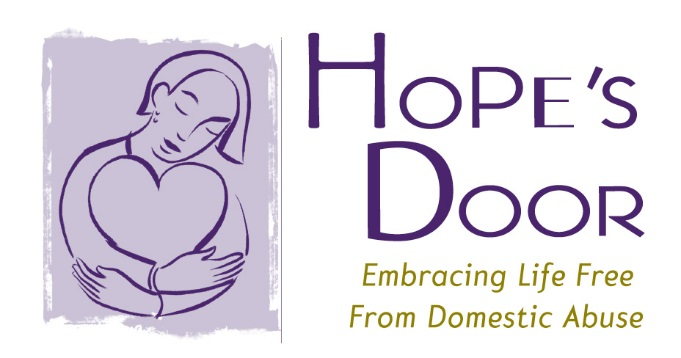 HOPE'S
DOOR
Embracing Life Free
From Domestic Abuse